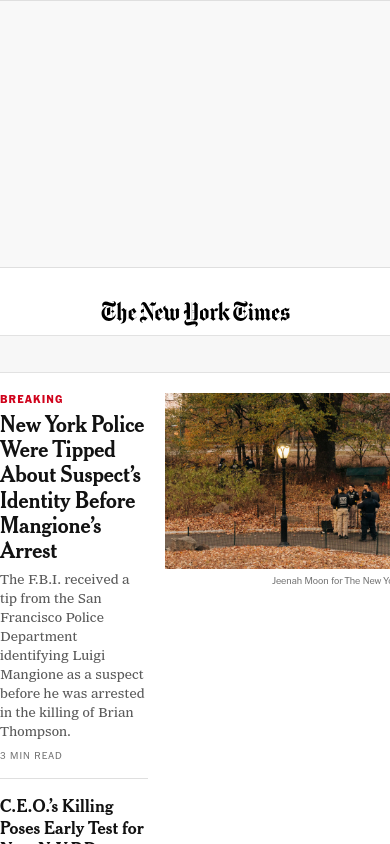 The New York Times
BREAKING
New York Police
Were Tipped
About Suspect’s
Identity Before
Mangione’s
Arrest
The F.B.I. received a
tip from the San
Francisco Police
Department
identifying Luigi
Mangione as a suspect
before he was arrested
in the killing of Brian
Thompson.
3 MIN READ
Jeenah Moon for The New Yo
C.E.O.’s Killing
Poses Early Test for